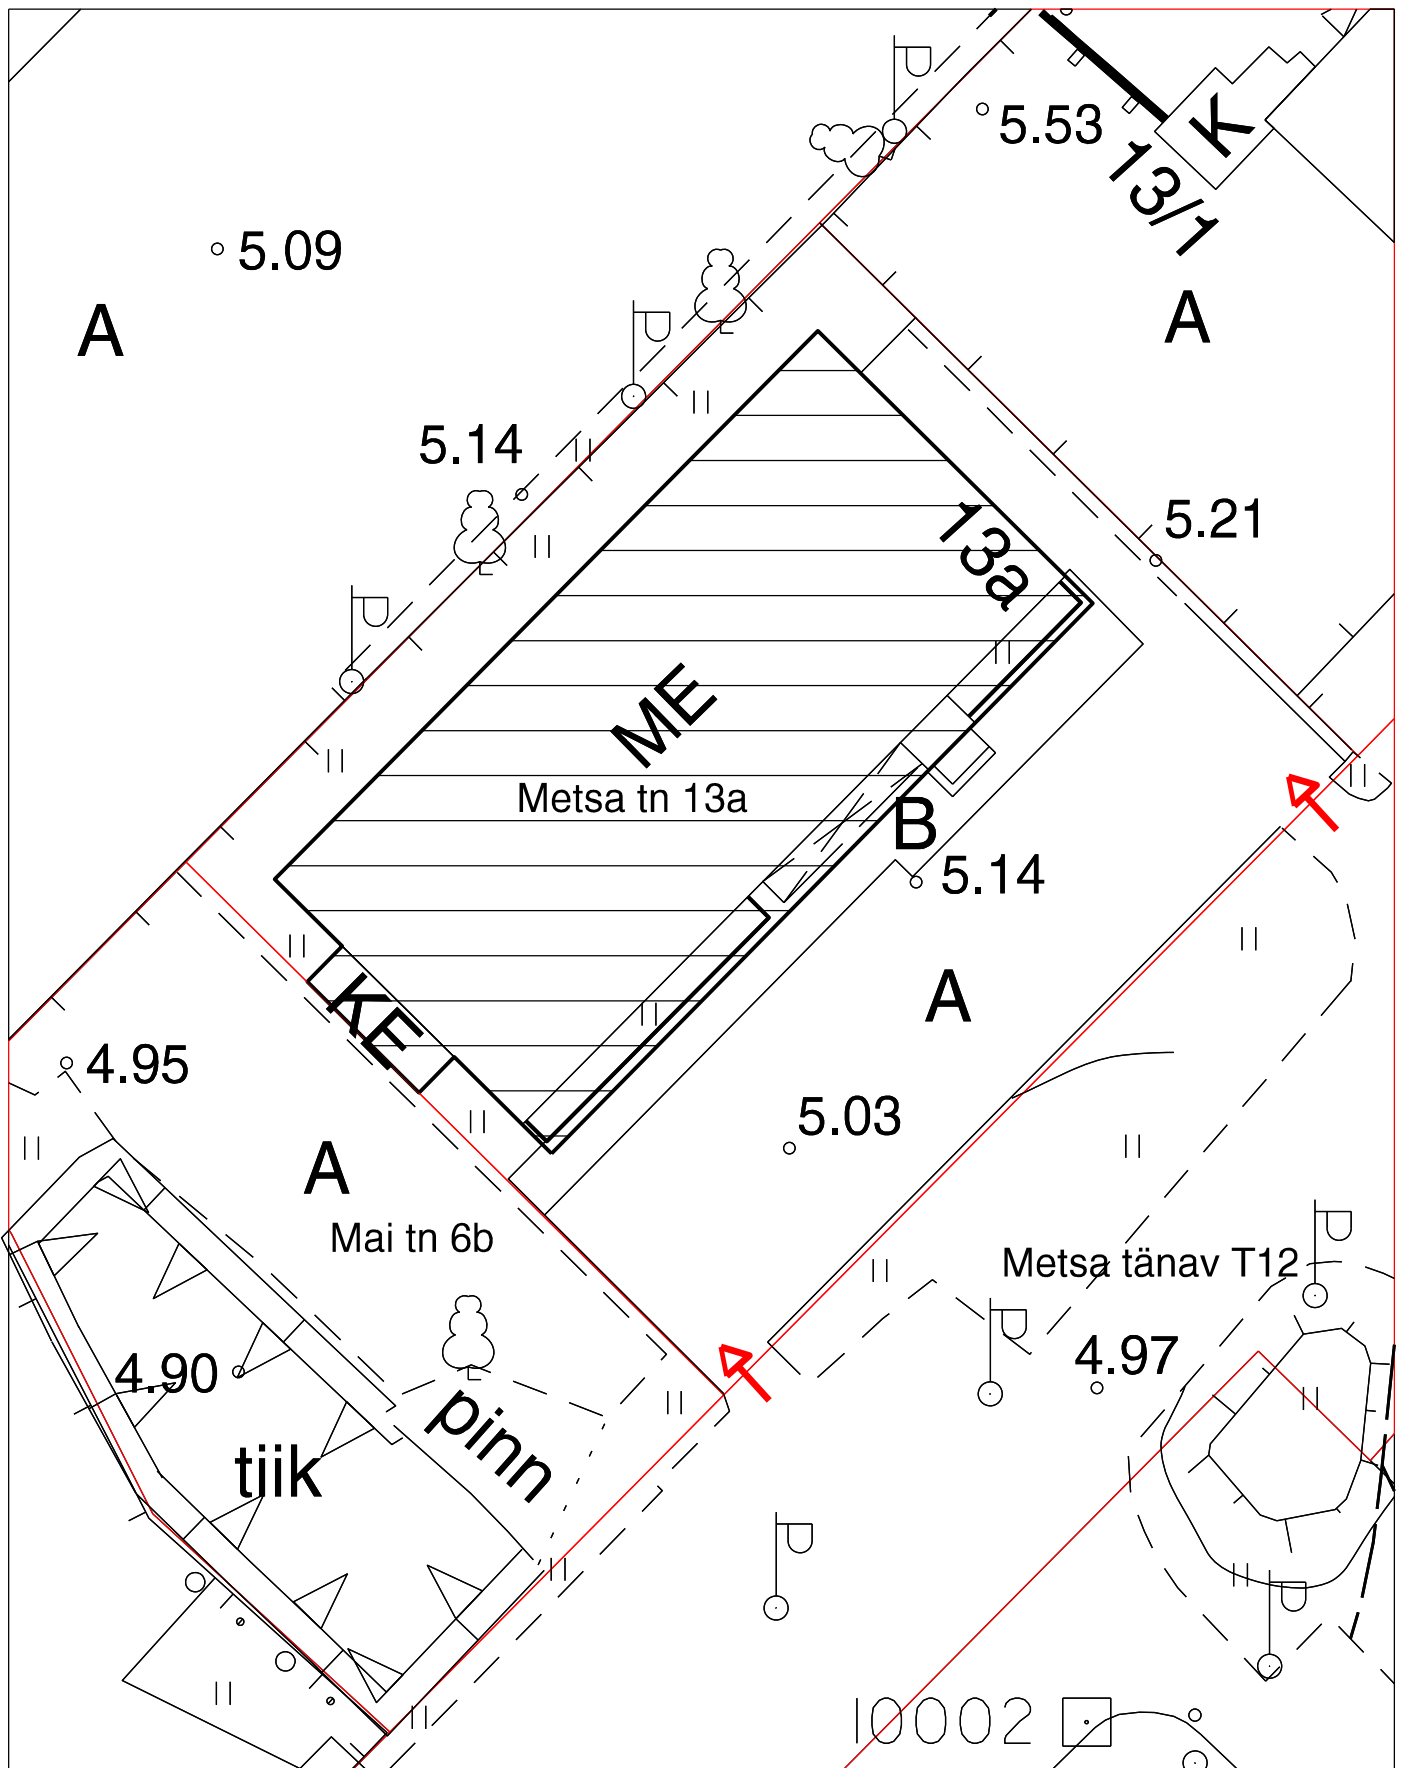 5.53
K
13/1
5.09
A
A
5.14
5.21
13a
ME
Metsa tn 13a
B
5.14
A
KE
4.95
5.03
A
Mai tn 6b
Metsa tänav T12
4.90
4.97
pinn
tiik
10002